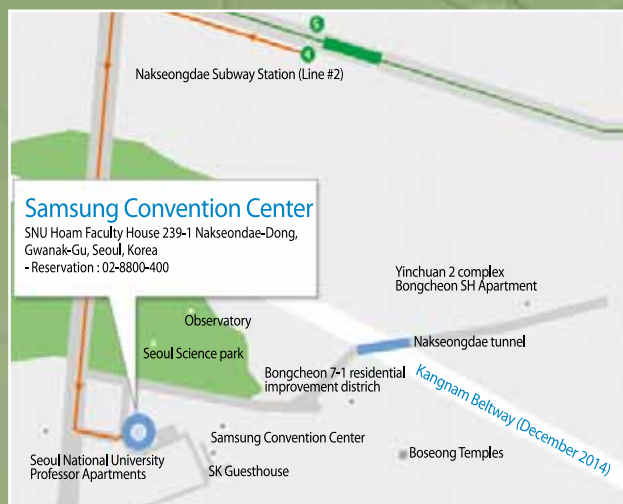 5
4
Nakseongdae Subway Station (Line #2)
Samsung Convention Center
SNU Hoam Faculty House 239-1 Nakseondae-Dong,
Gwanak-Gu, Seoul, Korea
- Reservation : 02-8800-400
Yinchuan 2 complex
Bongcheon SH Apartment
Observatory
Seoul Science park
Nakseongdae tunnel
Bongcheon 7-1 residential
improvement districh
Kangnam Beltway (December 2014)
Samsung Convention Center
Boseong Temples
Seoul National University
Professor Apartments
SK Guesthouse